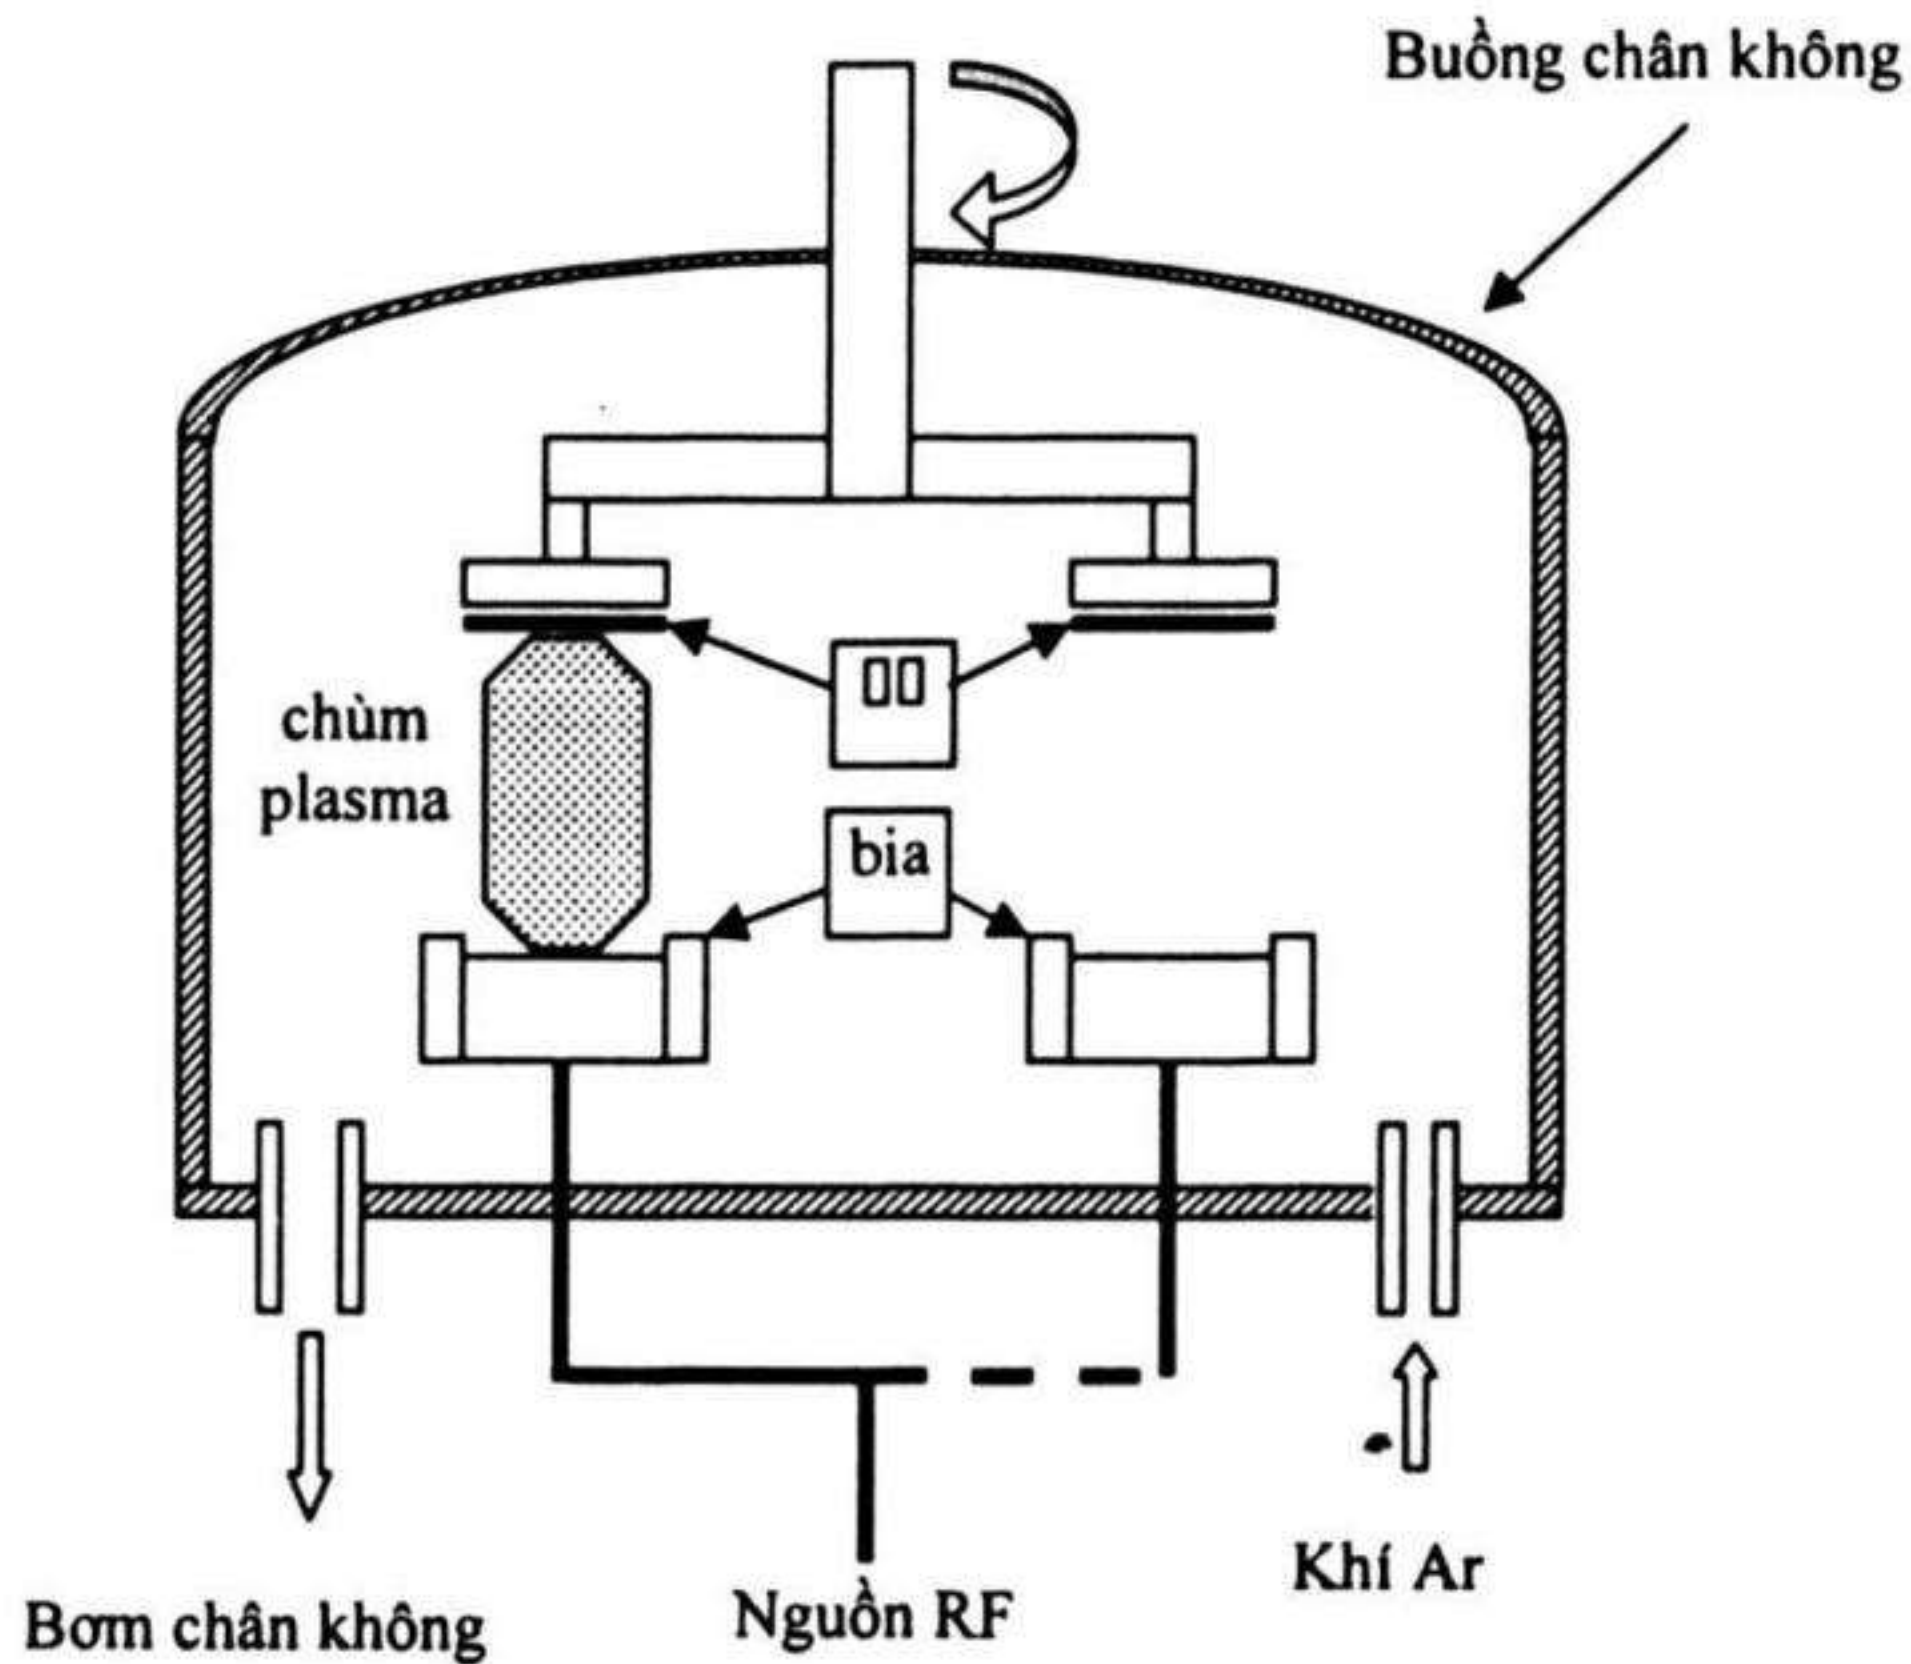 Buồng chân không
chùm
plasma
bia
Khí Ar
Nguồn RF
Bơm chân không